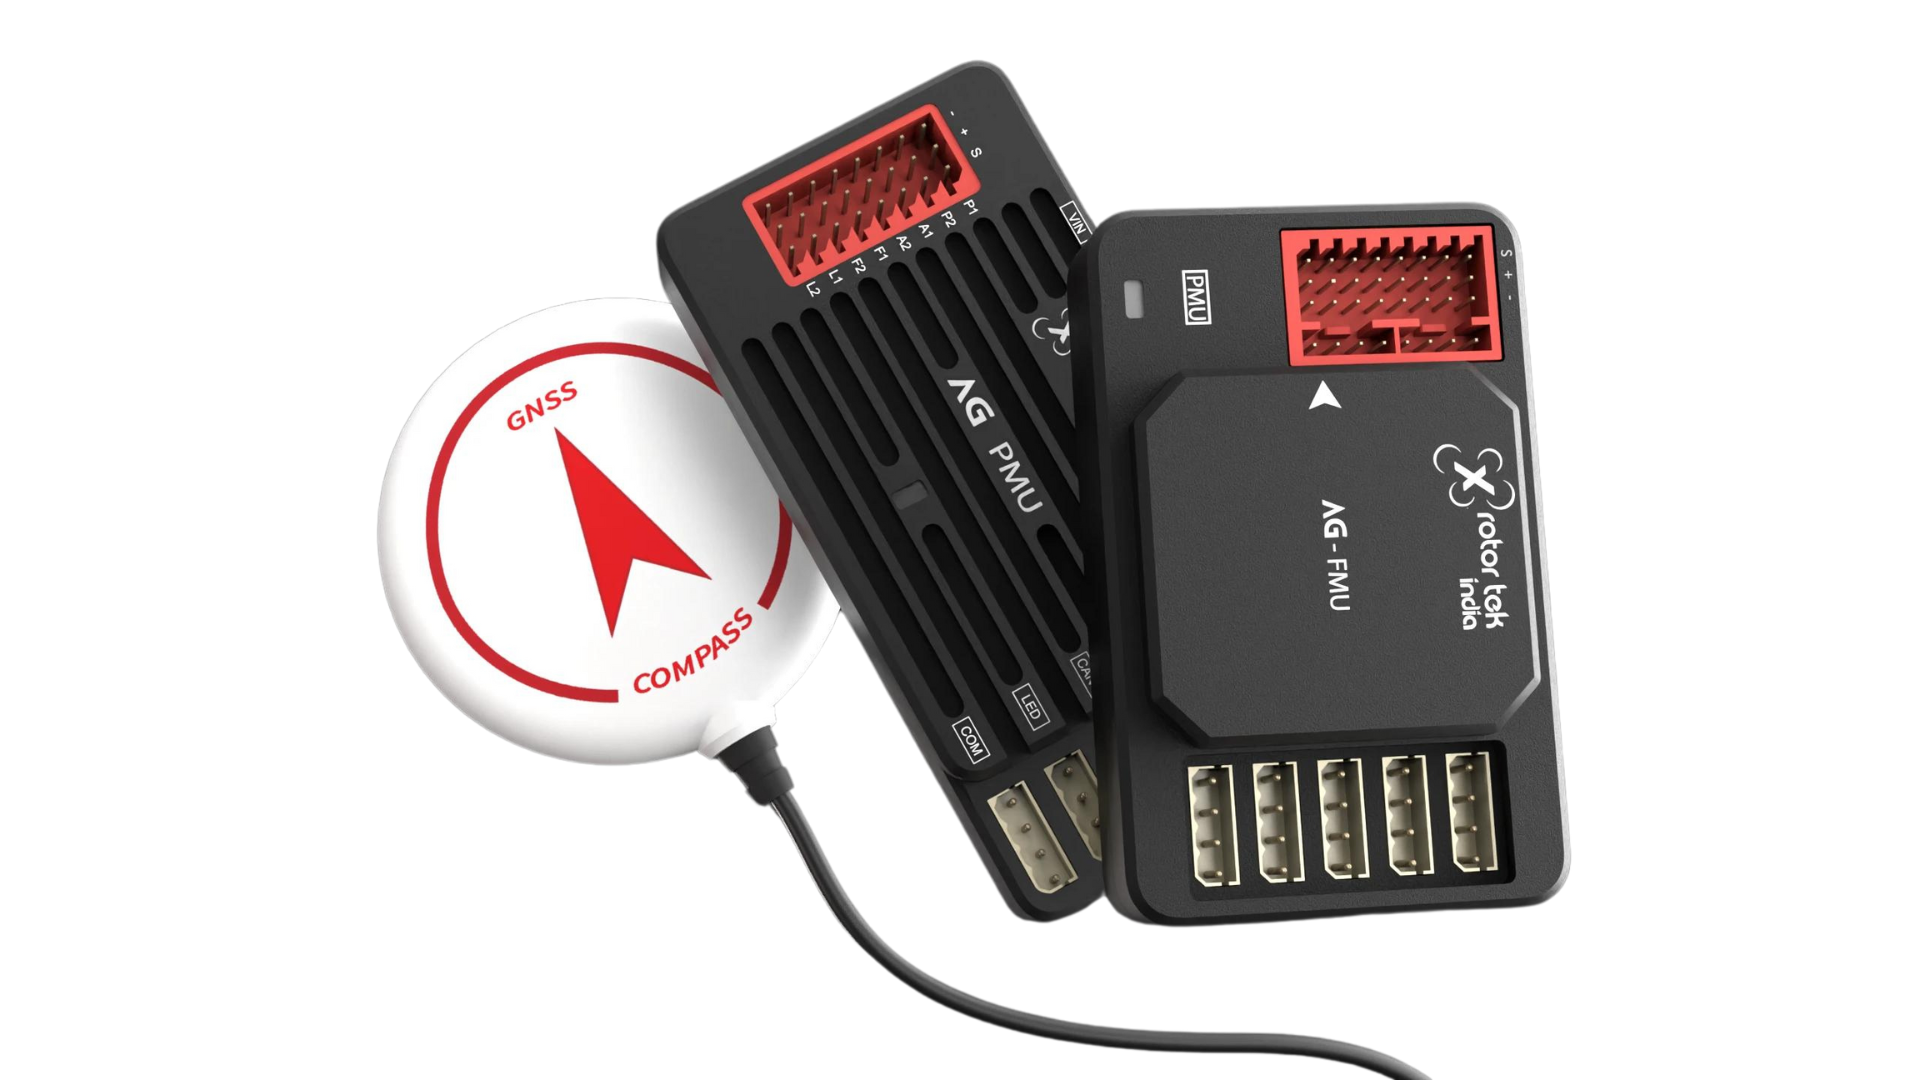 GNSS
COMPASS
- + S
P1
P2
A1
A2
F1
F2
L1
L2
VIN
AG PMU
CAN
LED
COM
PMU
S + -
AG-FMU
X
rotor tek
india